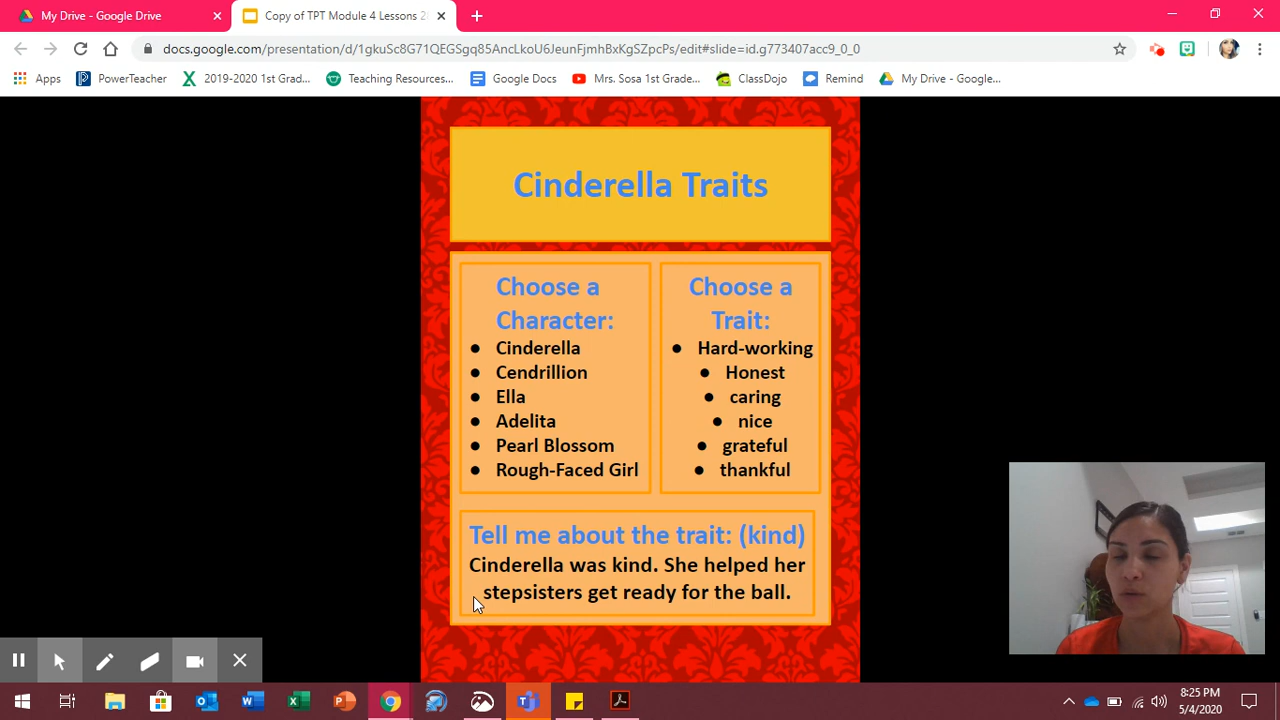 My Drive - Google Drive
Copy of TPT Module 4 Lessons 2
docs.google.com/presentation/d/1gkuSc8G71QEGSgq85AncLkoU6JeunFjmhBxKgSZpcPs/edit#slide=id.g773407acc9_0_0
Apps
PowerTeacher
2019-2020 1st Grad...
Teaching Resources...
Google Docs
Mrs. Sosa 1st Grade...
ClassDojo
Remind
My Drive - Google...
Cinderella Traits
Choose a
Character:
● Cinderella
● Cendrillion
● Ella
● Adelita
● Pearl Blossom
● Rough-Faced Girl
Choose a
Trait:
● Hard-working
● Honest
● caring
● nice
● grateful
● thankful
Tell me about the trait: (kind)
Cinderella was kind. She helped her
stepsisters get ready for the ball.
8:25 PM
5/4/2020